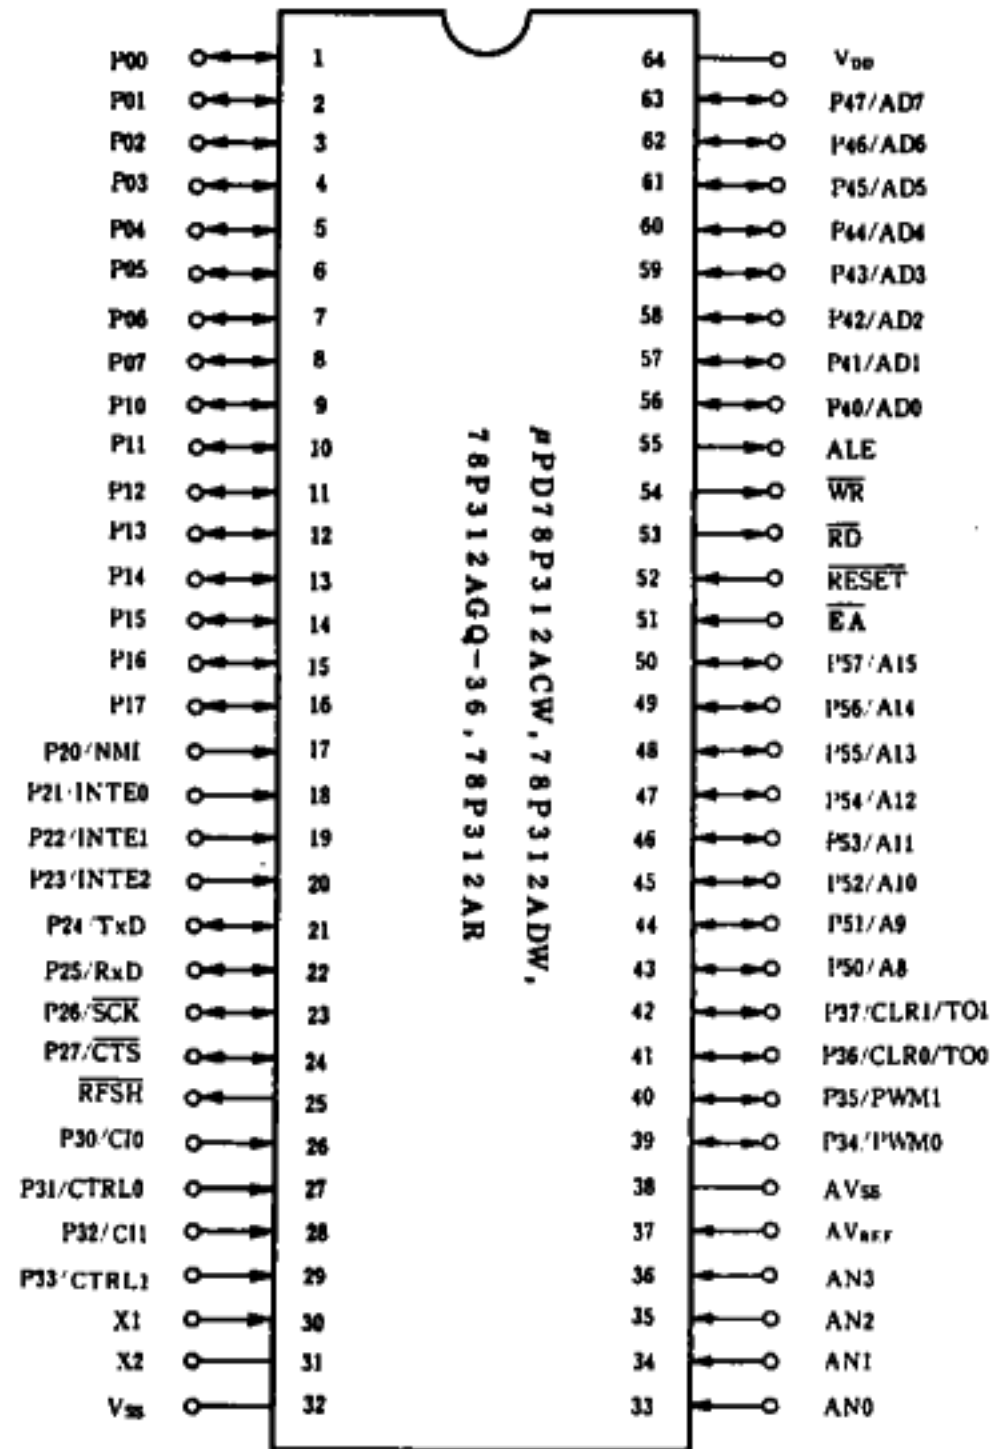 P00 1 64 VDD
P01 2 63 P47/AD7
P02 3 62 P46/AD6
P03 4 61 P45/AD5
P04 5 60 P44/AD4
P05 6 59 P43/AD3
P06 7 58 P42/AD2
P07 8 57 P41/AD1
P10 9 56 P40/AD0
P11 10 55 ALE
P12 11 54 W̅R̅
P13 12 53 R̅D̅
P14 13 52 R̅E̅S̅E̅T̅
P15 14 51 E̅A̅
P16 15 50 P57/A15
P17 16 49 P56/A14
P20/NMI 17 48 P55/A13
P21/INTE0 18 47 P54/A12
P22/INTE1 19 46 P53/A11
P23/INTE2 20 45 P52/A10
P24/TxD 21 44 P51/A9
P25/RxD 22 43 P50/A8
P26/S̅C̅K̅ 23 42 P37/CLR1/TO1
P27/C̅T̅S̅ 24 41 P36/CLR0/TO0
R̅F̅S̅H̅ 25 40 P35/PWM1
P30/CI0 26 39 P34/PWM0
P31/CTRL0 27 38 AVSS
P32/CI1 28 37 AVREF
P33/CTRL1 29 36 AN3
X1 30 35 AN2
X2 31 34 AN1
VSS 32 33 AN0
μPD78P312ACW,78P312ADW,
78P312AGQ-36,78P312AR